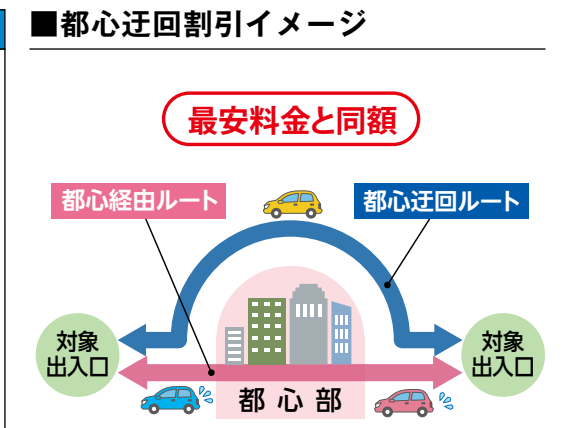 ■都心迂回割引イメージ
最安料金と同額
都心経由ルート
都心迂回ルート
対象
出入口
対象
出入口
都心部